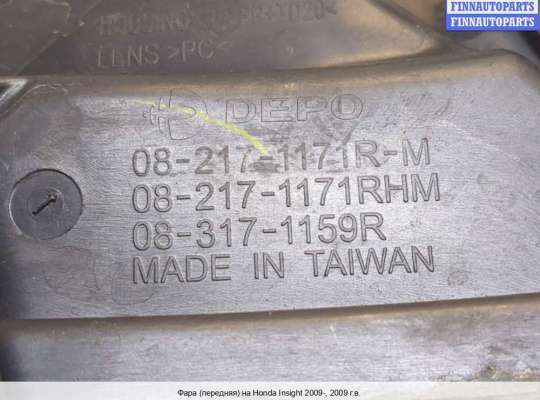 FINNAUTOPARTS
FINNAUTOPARTS
LENS >PC<
DEPO
08-217-1171R-M
08-217-1171RHM
08-317-1159R
MADE IN TAIWAN
Фара (передняя) на Honda Insight 2009-, 2009 г.в.